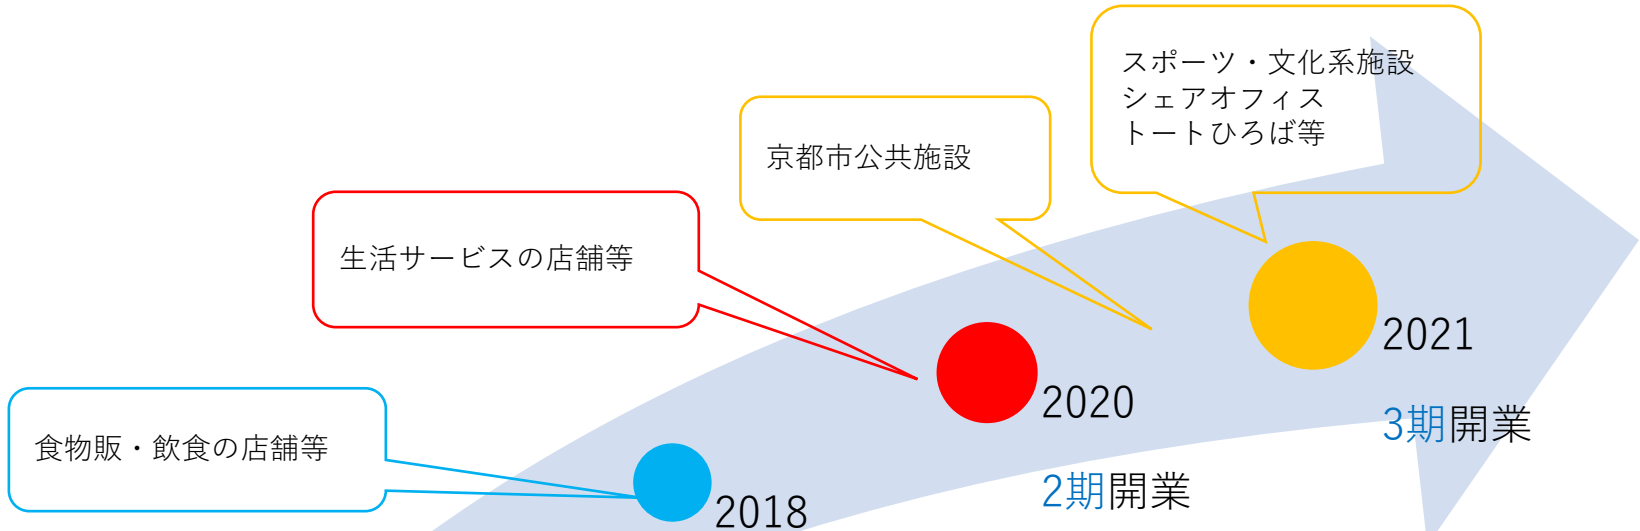 スポーツ・文化系施設
シェアオフィス
トートひろば等
京都市公共施設
生活サービスの店舗等
食物販・飲食の店舗等
2021
3期開業
2020
2期開業
2018